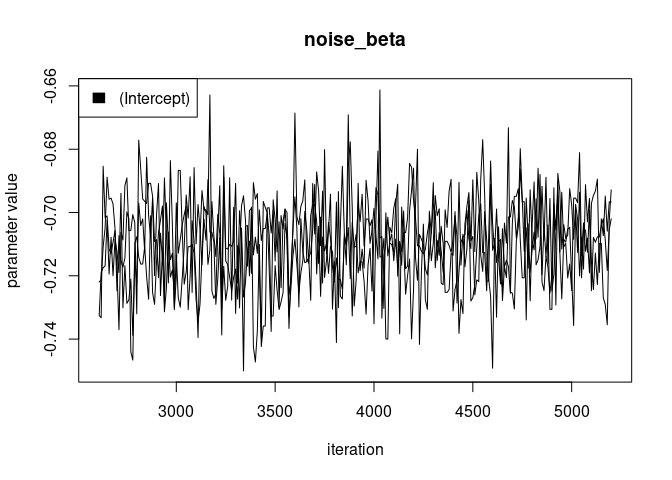 noise_beta
(Intercept)
parameter value
-0.66
-0.68
-0.70
-0.72
-0.74
3000 3500 4000 4500 5000
iteration